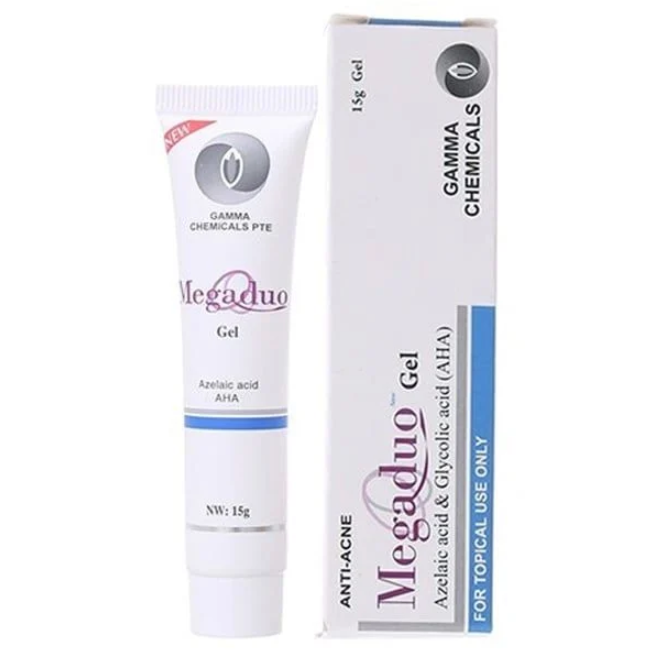 NEW
GAMMA
CHEMICALS PTE
Megaduo
Gel
Azelaic acid
AHA
NW: 15g
15g Gel
GAMMA
CHEMICALS
ANTI-ACNE
Megaduo Gel
Azelaic acid & Glycolic acid (AHA)
FOR TOPICAL USE ONLY